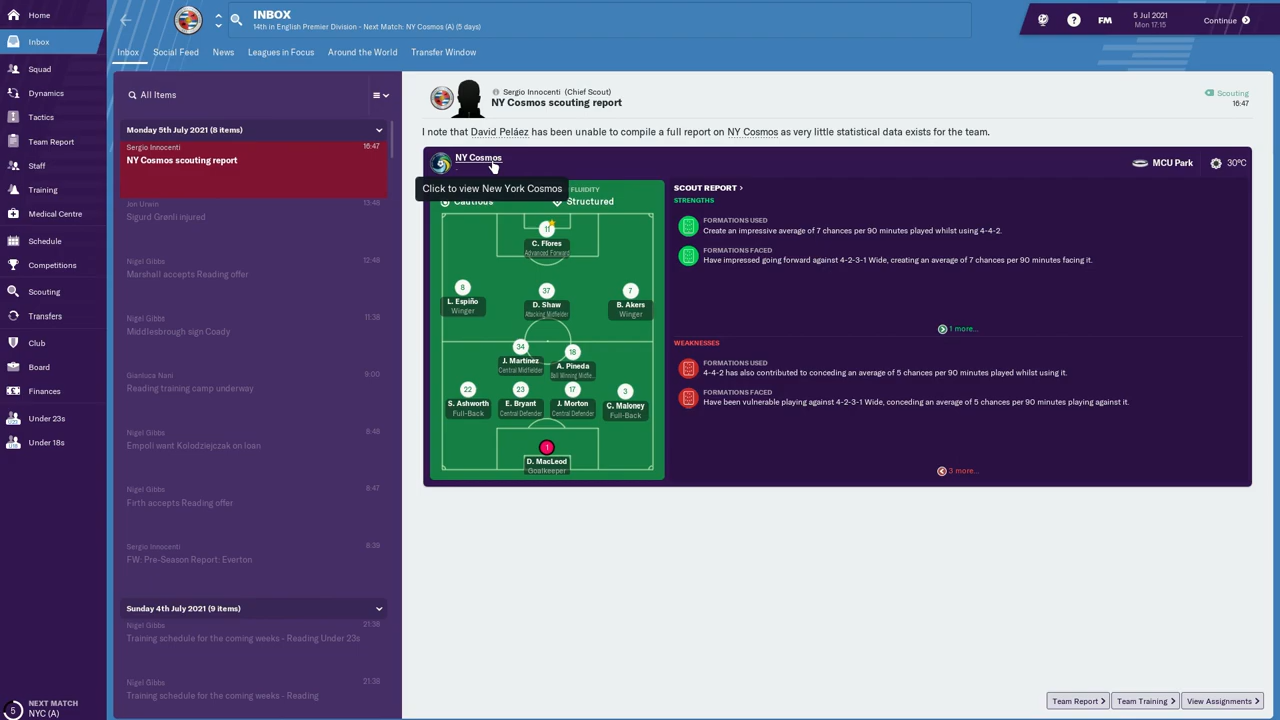 Home
Inbox
Squad
Dynamics
Tactics
Team Report
Staff
Training
Medical Centre
Schedule
Competitions
Scouting
Transfers
Club
Board
Finances
Under 23s
Under 18s
5
NEXT MATCH
NYC (A)
INBOX
14th in English Premier Division - Next Match: NY Cosmos (A) (5 days)
FM
5 Jul 2021
Mon 17:15
Continue
Inbox
Social Feed
News
Leagues in Focus
Around the World
Transfer Window
All Items
Monday 5th July 2021 (8 items)
Sergio Innocenti 16:47
NY Cosmos scouting report
Jon Urwin 13:48
Sigurd Grønli injured
Nigel Gibbs 12:48
Marshall accepts Reading offer
Nigel Gibbs 11:38
Middlesbrough sign Coady
Gianluca Nani 9:00
Reading training camp underway
Nigel Gibbs 8:48
Empoli want Kolodziejczak on loan
Nigel Gibbs 8:47
Firth accepts Reading offer
Sergio Innocenti 8:39
FW: Pre-Season Report: Everton
Sunday 4th July 2021 (9 items)
Nigel Gibbs 21:38
Training schedule for the coming weeks - Reading Under 23s
Nigel Gibbs 21:38
Training schedule for the coming weeks - Reading
Sergio Innocenti (Chief Scout)
NY Cosmos scouting report
Scouting
16:47
I note that David Peláez has been unable to compile a full report on NY Cosmos as very little statistical data exists for the team.
NY Cosmos
-
MCU Park
30°C
Click to view New York Cosmos
FLUIDITY
Cautious
Structured
11
C. Flores
Advanced Forward
8
L. Espiño
Winger
37
D. Shaw
Attacking Midfielder
7
B. Akers
Winger
34
J. Martínez
Central Midfielder
18
A. Pineda
Ball Winning Midfie...
22
S. Ashworth
Full-Back
23
E. Bryant
Central Defender
17
J. Morton
Central Defender
3
C. Maloney
Full-Back
1
D. MacLeod
Goalkeeper
SCOUT REPORT >
STRENGTHS
FORMATIONS USED
Create an impressive average of 7 chances per 90 minutes played whilst using 4-4-2.
FORMATIONS FACED
Have impressed going forward against 4-2-3-1 Wide, creating an average of 7 chances per 90 minutes facing it.
1 more...
WEAKNESSES
FORMATIONS USED
4-4-2 has also contributed to conceding an average of 5 chances per 90 minutes played whilst using it.
FORMATIONS FACED
Have been vulnerable playing against 4-2-3-1 Wide, conceding an average of 5 chances per 90 minutes playing against it.
3 more...
Team Report >
Team Training >
View Assignments >